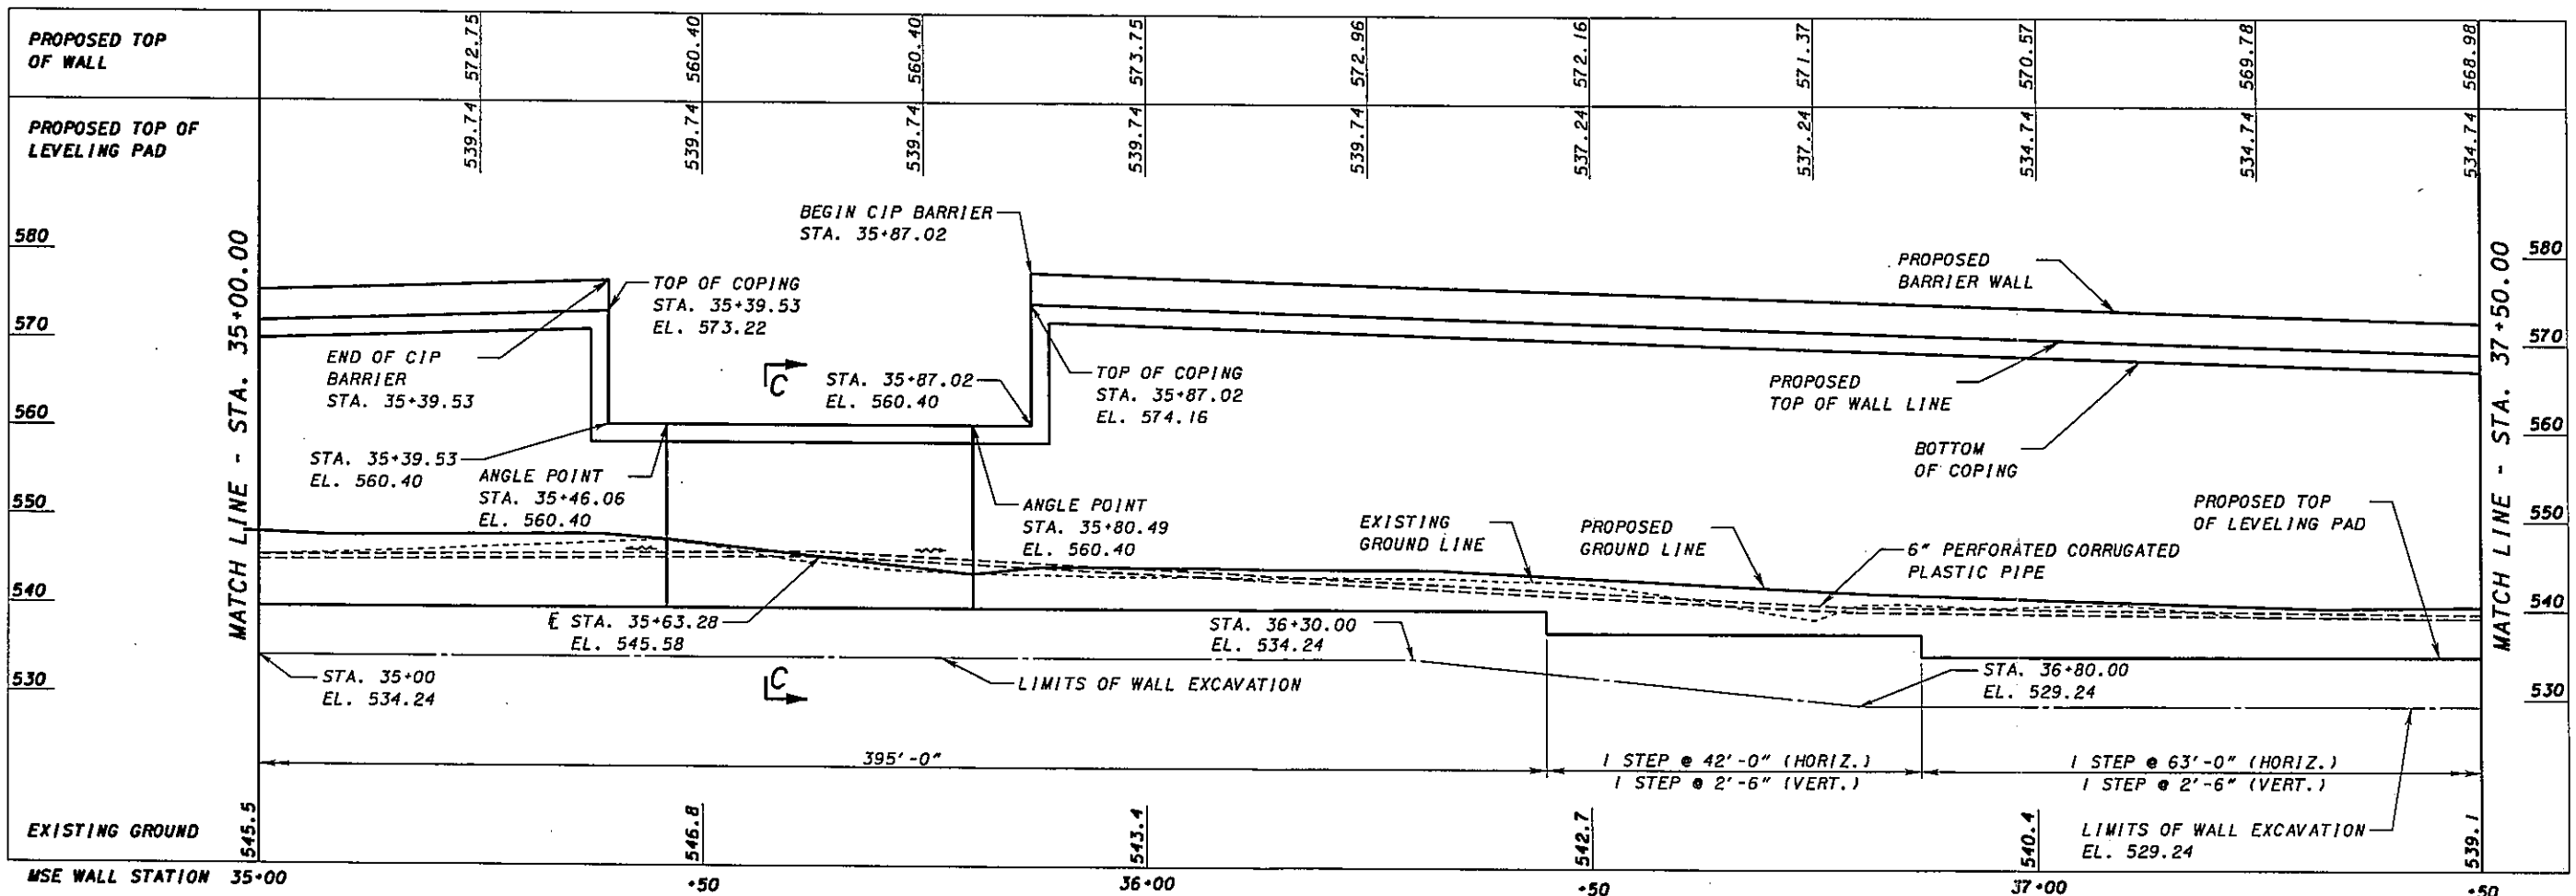 PROPOSED TOP
OF WALL
572.75
560.40
560.40
573.75
572.96
572.16
571.37
570.57
569.78
568.98
PROPOSED TOP OF
LEVELING PAD
539.74
539.74
539.74
539.74
539.74
537.24
537.24
534.74
534.74
534.74
580
570
560
550
540
530
MATCH LINE - STA. 35+00.00
BEGIN CIP BARRIER
STA. 35+87.02
TOP OF COPING
STA. 35+39.53
EL. 573.22
END OF CIP
BARRIER
STA. 35+39.53
C
STA. 35+87.02
EL. 560.40
TOP OF COPING
STA. 35+87.02
EL. 574.16
PROPOSED
BARRIER WALL
PROPOSED
TOP OF WALL LINE
BOTTOM
OF COPING
STA. 35+39.53
EL. 560.40
ANGLE POINT
STA. 35+46.06
EL. 560.40
ANGLE POINT
STA. 35+80.49
EL. 560.40
EXISTING
GROUND LINE
PROPOSED
GROUND LINE
6" PERFORATED CORRUGATED
PLASTIC PIPE
PROPOSED TOP
OF LEVELING PAD
MATCH LINE - STA. 37+50.00
580
570
560
550
540
530
℄ STA. 35+63.28
EL. 545.58
STA. 36+30.00
EL. 534.24
STA. 35+00
EL. 534.24
C
LIMITS OF WALL EXCAVATION
STA. 36+80.00
EL. 529.24
395'-0"
1 STEP @ 42'-0" (HORIZ.)
1 STEP @ 2'-6" (VERT.)
1 STEP @ 63'-0" (HORIZ.)
1 STEP @ 2'-6" (VERT.)
LIMITS OF WALL EXCAVATION
EL. 529.24
EXISTING GROUND
545.5
546.8
543.4
542.7
540.4
539.1
MSE WALL STATION 35+00
+50
36+00
+50
37+00
+50